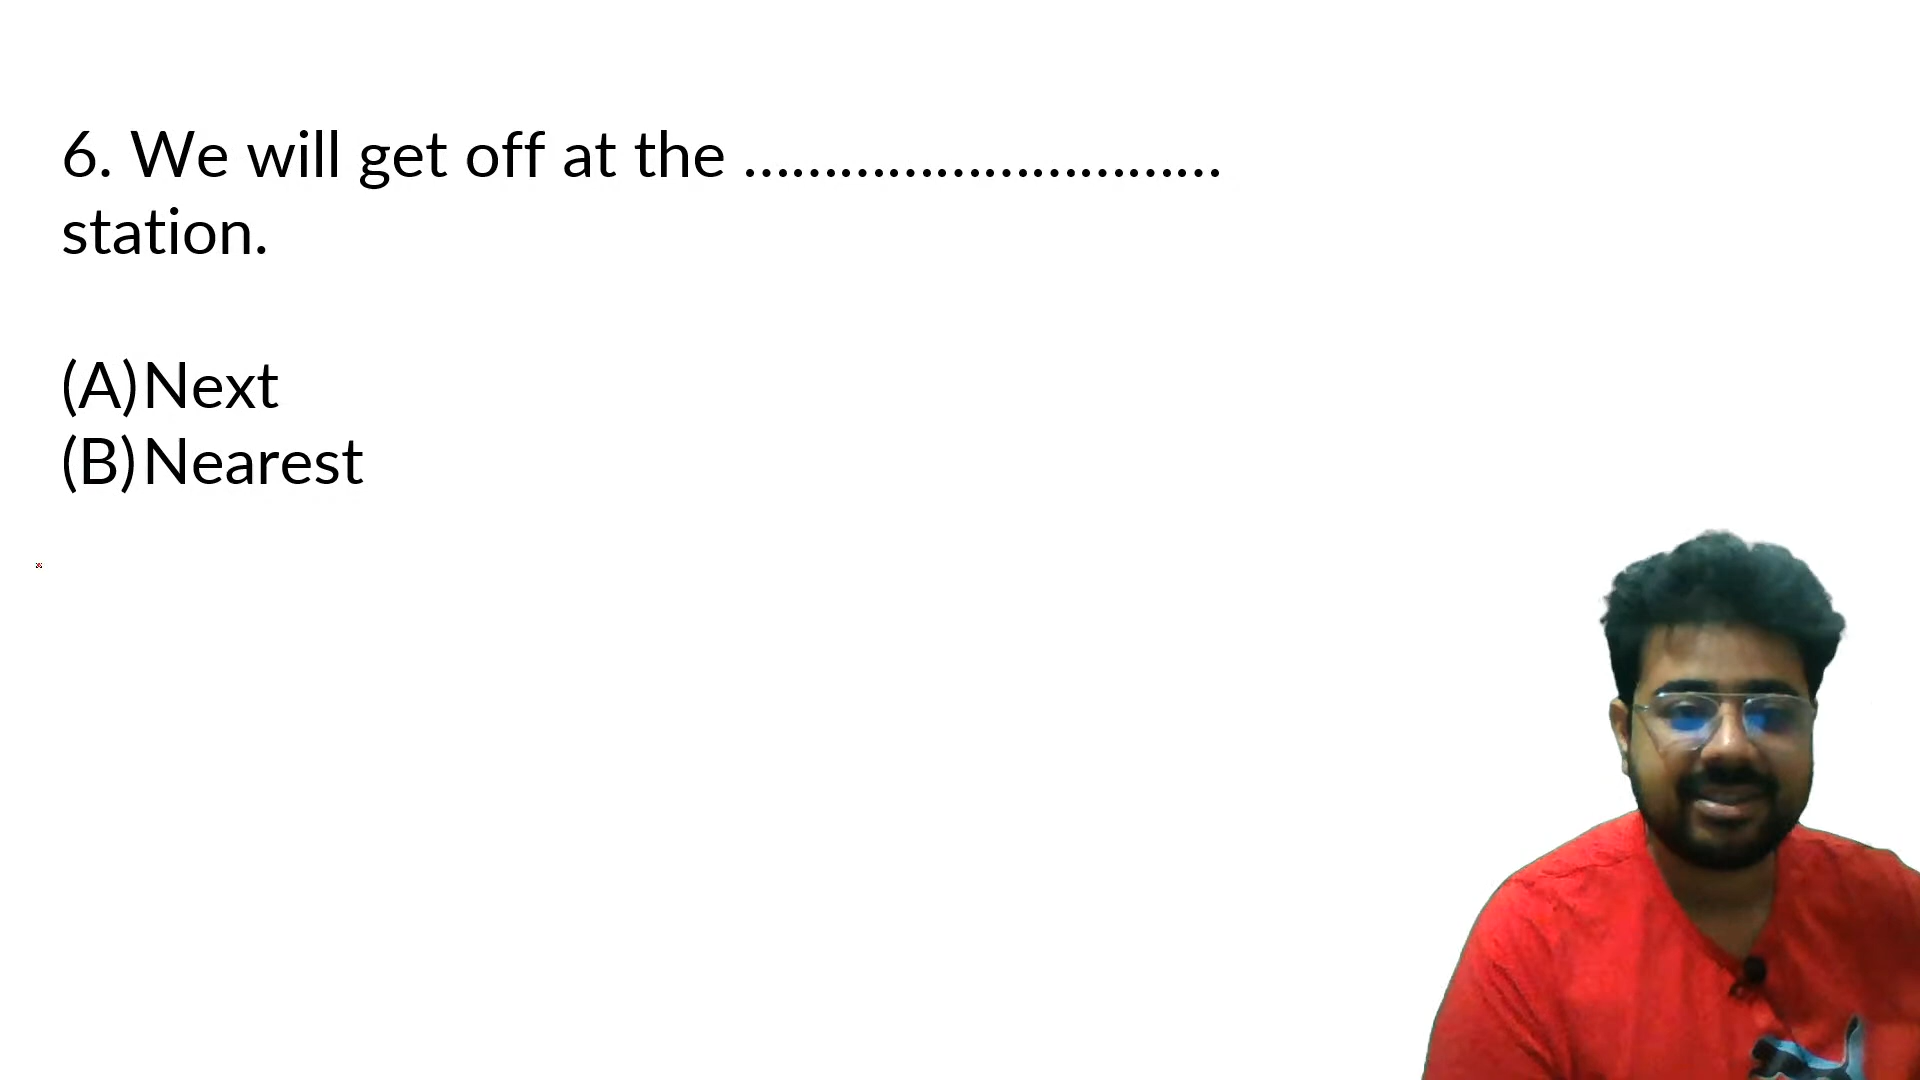 6. We will get off at the ..............................
station.
(A)Next
(B)Nearest